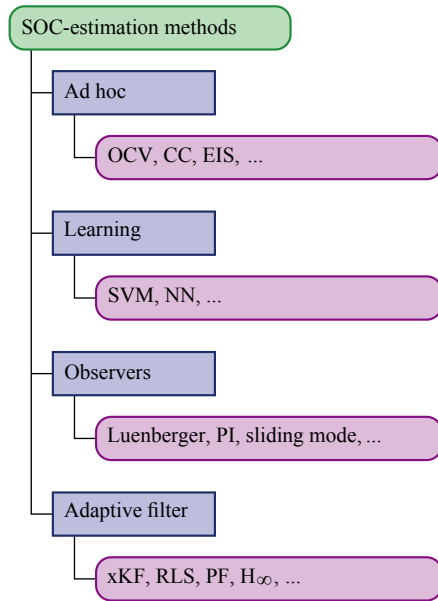 SOC-estimation methods
Ad hoc
OCV, CC, EIS, ...
Learning
SVM, NN, ...
Observers
Luenberger, PI, sliding mode, ...
Adaptive filter
xKF, RLS, PF, H∞, ...